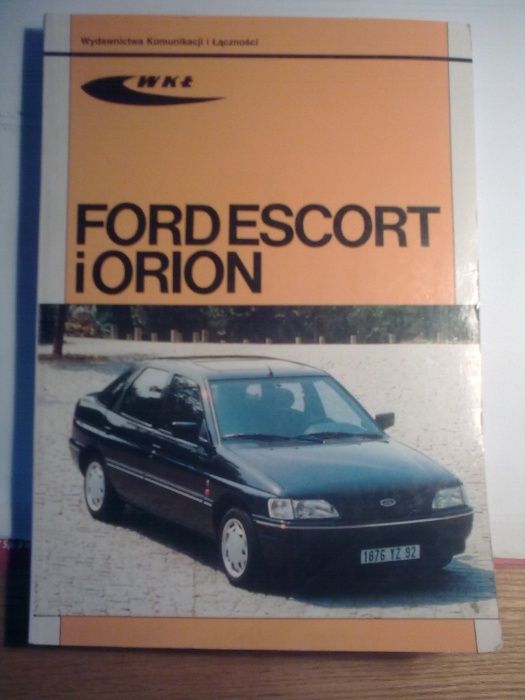 Wydawnictwa Komunikacji i Łączności
WKŁ
FORD ESCORT
i ORION
1876 YZ 92